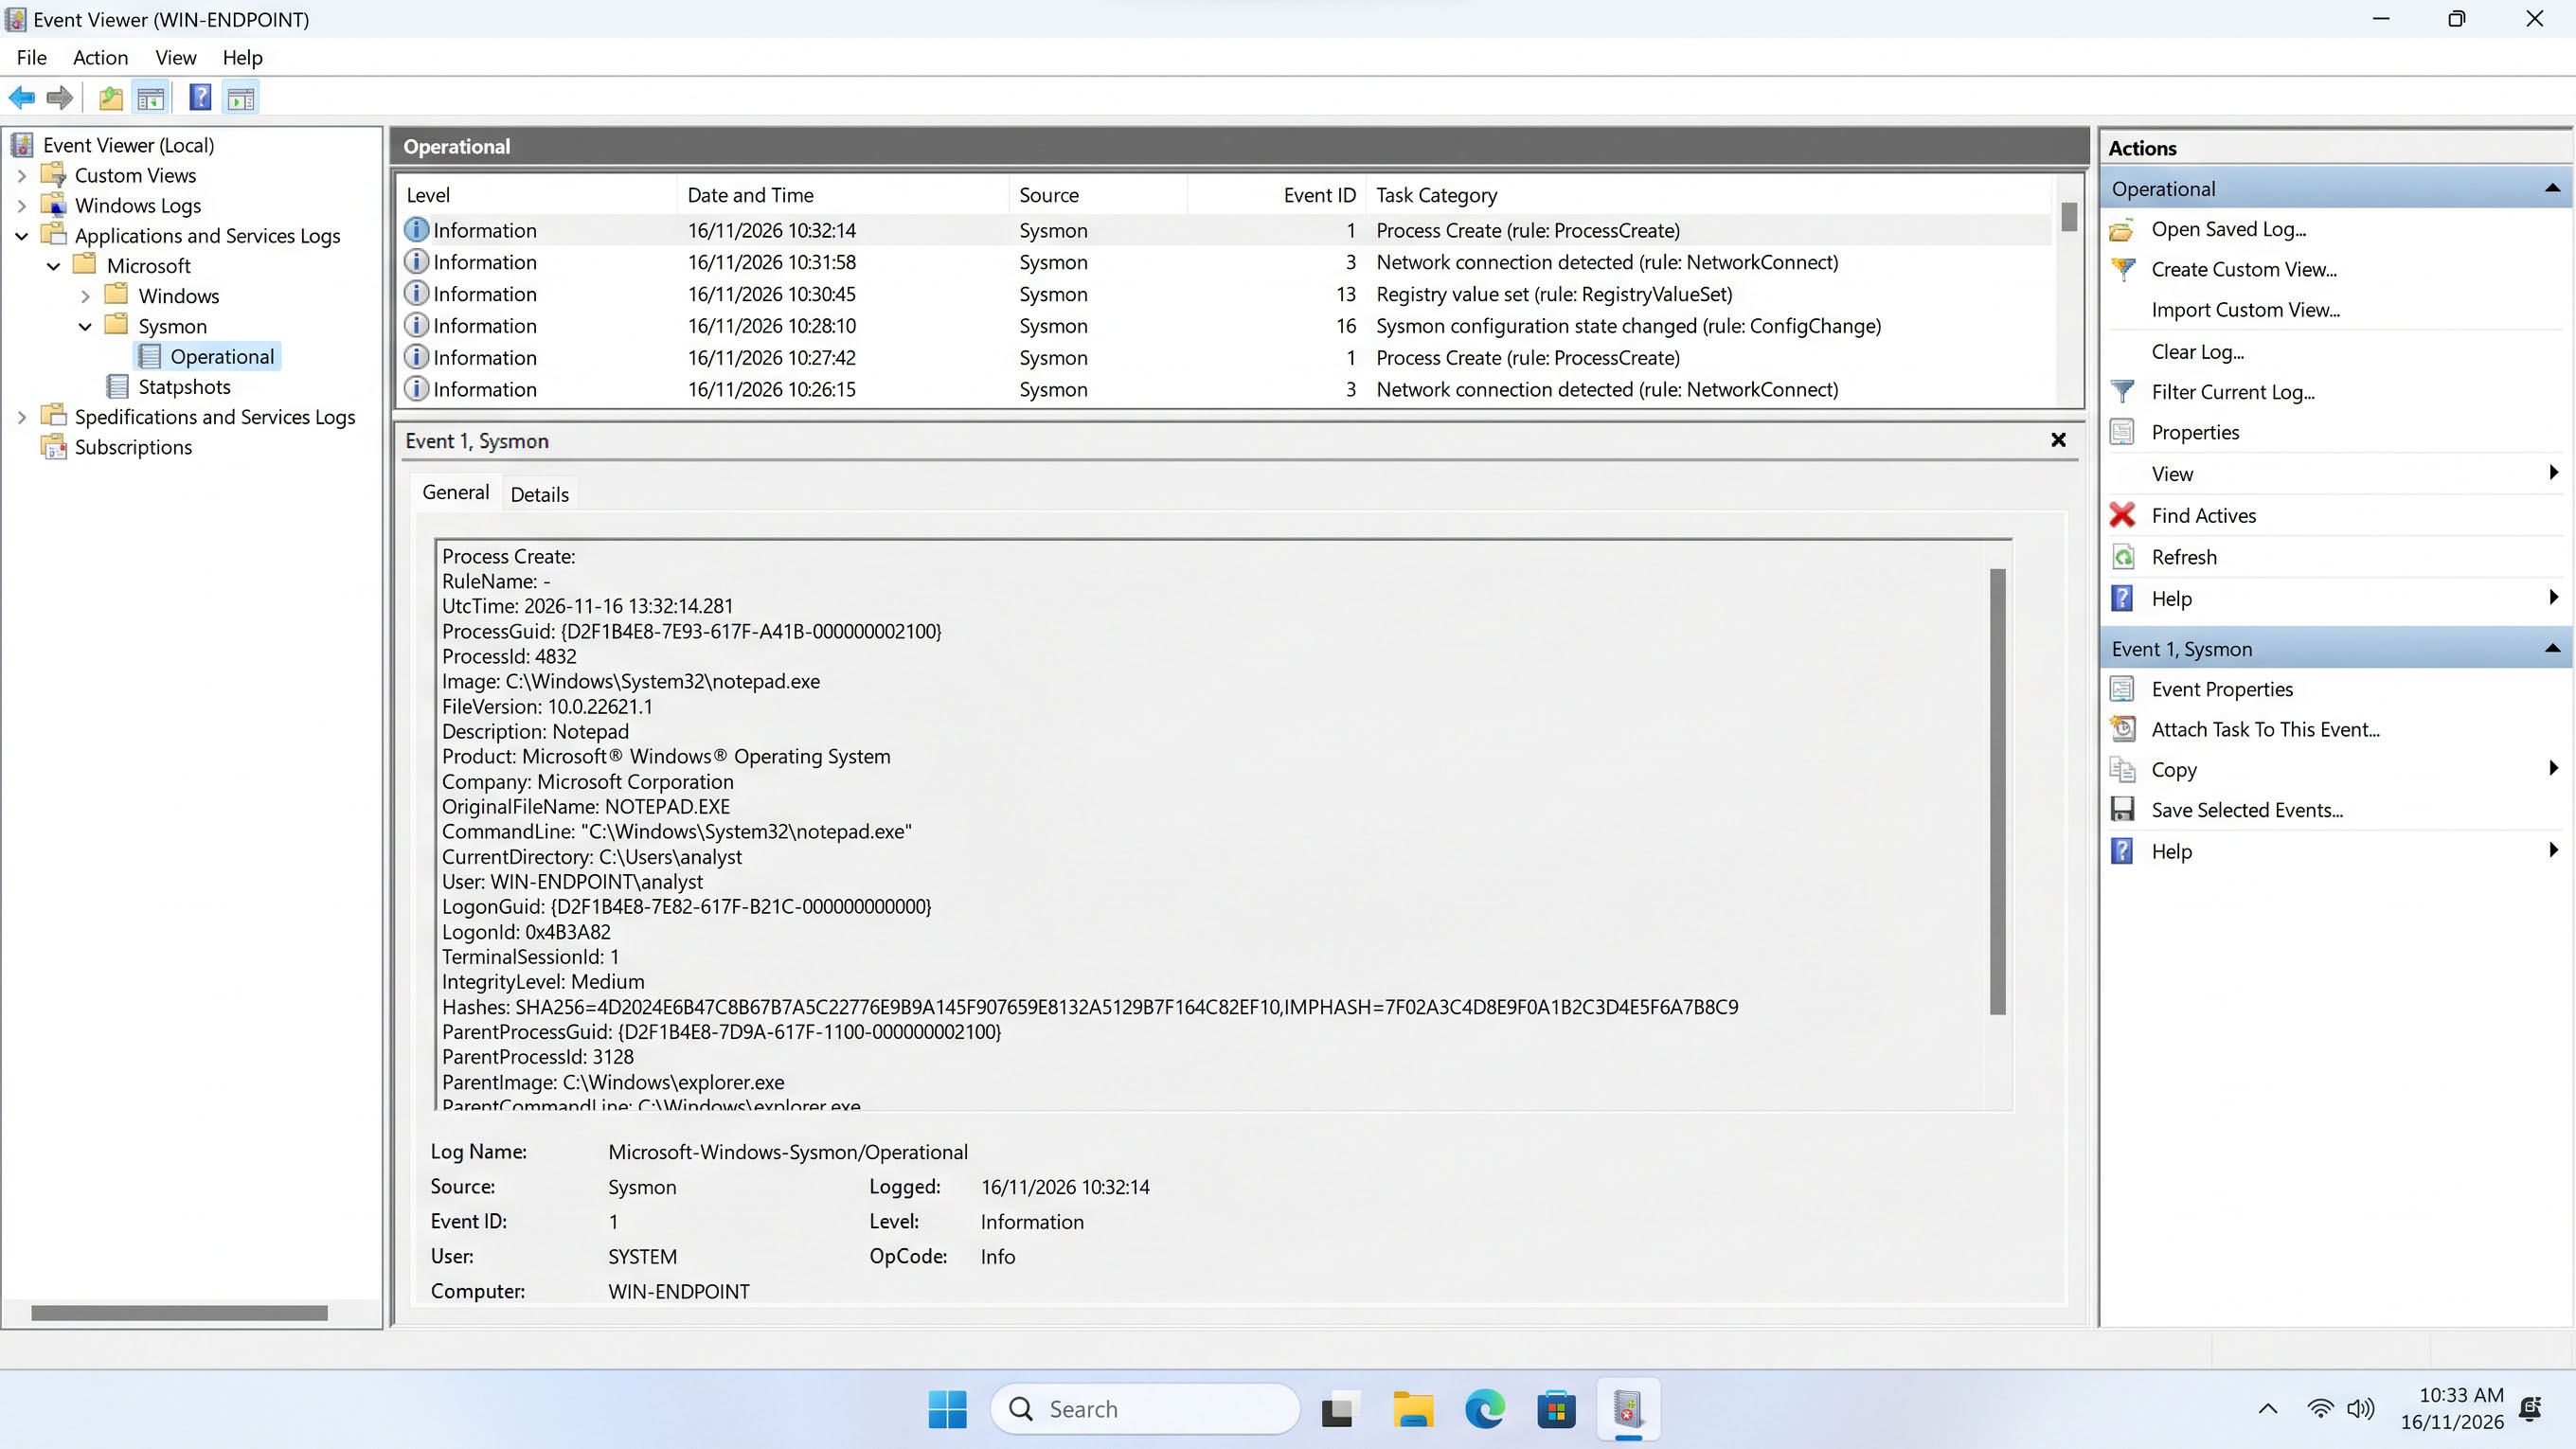 Event Viewer (WIN-ENDPOINT)
File Action View Help
Event Viewer (Local)
Custom Views
Windows Logs
Applications and Services Logs
Microsoft
Windows
Sysmon
Operational
Statpshots
Spedifications and Services Logs
Subscriptions
Operational
Level Date and Time Source Event ID Task Category
Information 16/11/2026 10:32:14 Sysmon 1 Process Create (rule: ProcessCreate)
Information 16/11/2026 10:31:58 Sysmon 3 Network connection detected (rule: NetworkConnect)
Information 16/11/2026 10:30:45 Sysmon 13 Registry value set (rule: RegistryValueSet)
Information 16/11/2026 10:28:10 Sysmon 16 Sysmon configuration state changed (rule: ConfigChange)
Information 16/11/2026 10:27:42 Sysmon 1 Process Create (rule: ProcessCreate)
Information 16/11/2026 10:26:15 Sysmon 3 Network connection detected (rule: NetworkConnect)
Event 1, Sysmon
General Details
Process Create:
RuleName: -
UtcTime: 2026-11-16 13:32:14.281
ProcessGuid: {D2F1B4E8-7E93-617F-A41B-000000002100}
ProcessId: 4832
Image: C:\Windows\System32\notepad.exe
FileVersion: 10.0.22621.1
Description: Notepad
Product: Microsoft® Windows® Operating System
Company: Microsoft Corporation
OriginalFileName: NOTEPAD.EXE
CommandLine: "C:\Windows\System32\notepad.exe"
CurrentDirectory: C:\Users\analyst
User: WIN-ENDPOINT\analyst
LogonGuid: {D2F1B4E8-7E82-617F-B21C-000000000000}
LogonId: 0x4B3A82
TerminalSessionId: 1
IntegrityLevel: Medium
Hashes: SHA256=4D2024E6B47C8B67B7A5C22776E9B9A145F907659E8132A5129B7F164C82EF10,IMPHASH=7F02A3C4D8E9F0A1B2C3D4E5F6A7B8C9
ParentProcessGuid: {D2F1B4E8-7D9A-617F-1100-000000002100}
ParentProcessId: 3128
ParentImage: C:\Windows\explorer.exe
ParentCommandLine: C:\Windows\explorer.exe
Log Name: Microsoft-Windows-Sysmon/Operational
Source: Sysmon Logged: 16/11/2026 10:32:14
Event ID: 1 Level: Information
User: SYSTEM OpCode: Info
Computer: WIN-ENDPOINT
Actions
Operational
Open Saved Log...
Create Custom View...
Import Custom View...
Clear Log...
Filter Current Log...
Properties
View
Find Actives
Refresh
Help
Event 1, Sysmon
Event Properties
Attach Task To This Event...
Copy
Save Selected Events...
Help
Search
10:33 AM
16/11/2026